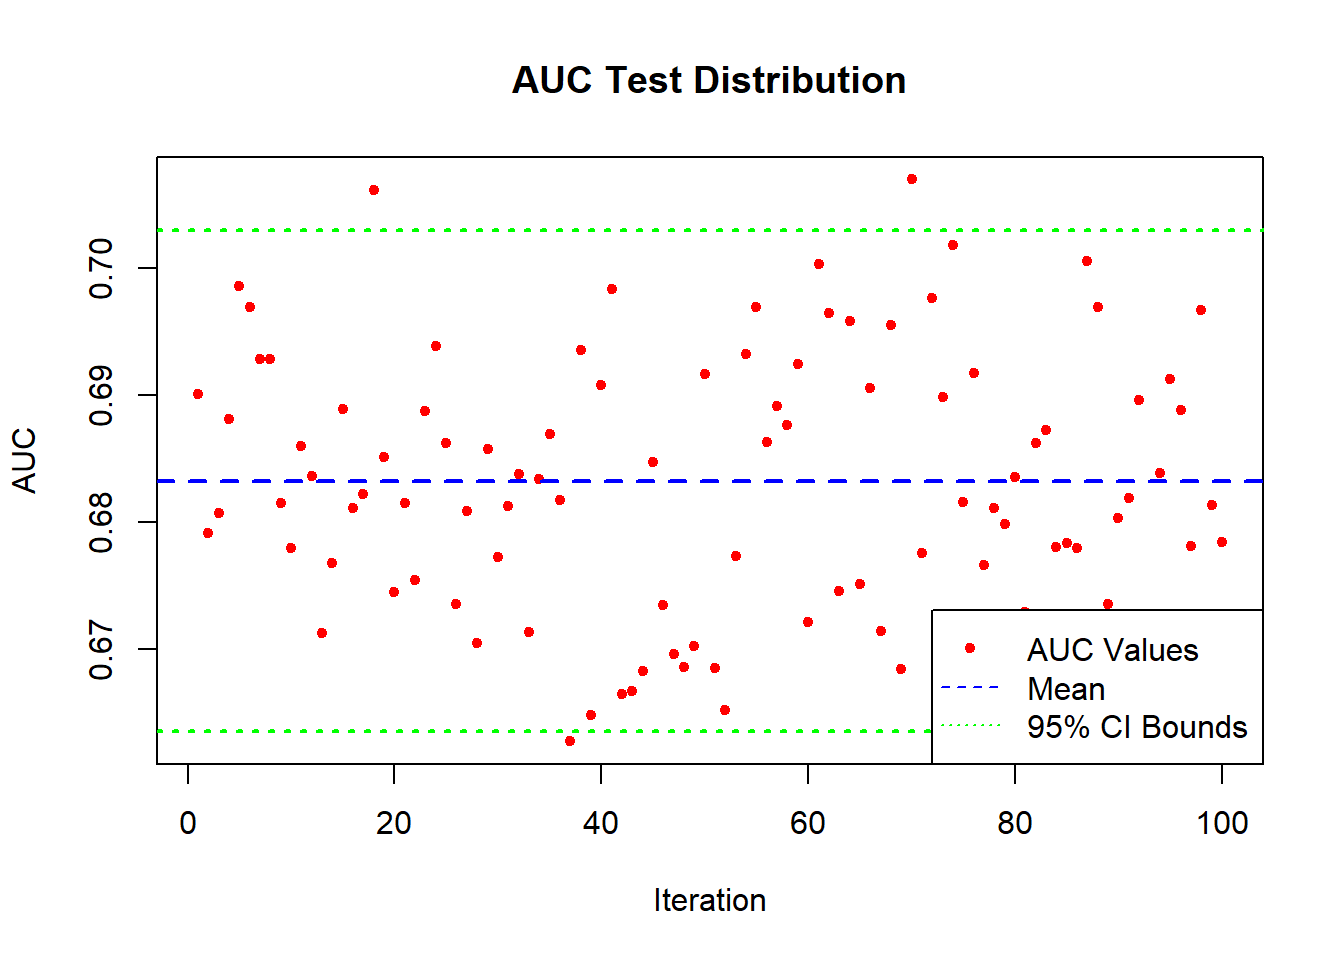 AUC Test Distribution
AUC
0.70
0.69
0.68
0.67
AUC Values
Mean
95% CI Bounds
0 20 40 60 80 100
Iteration